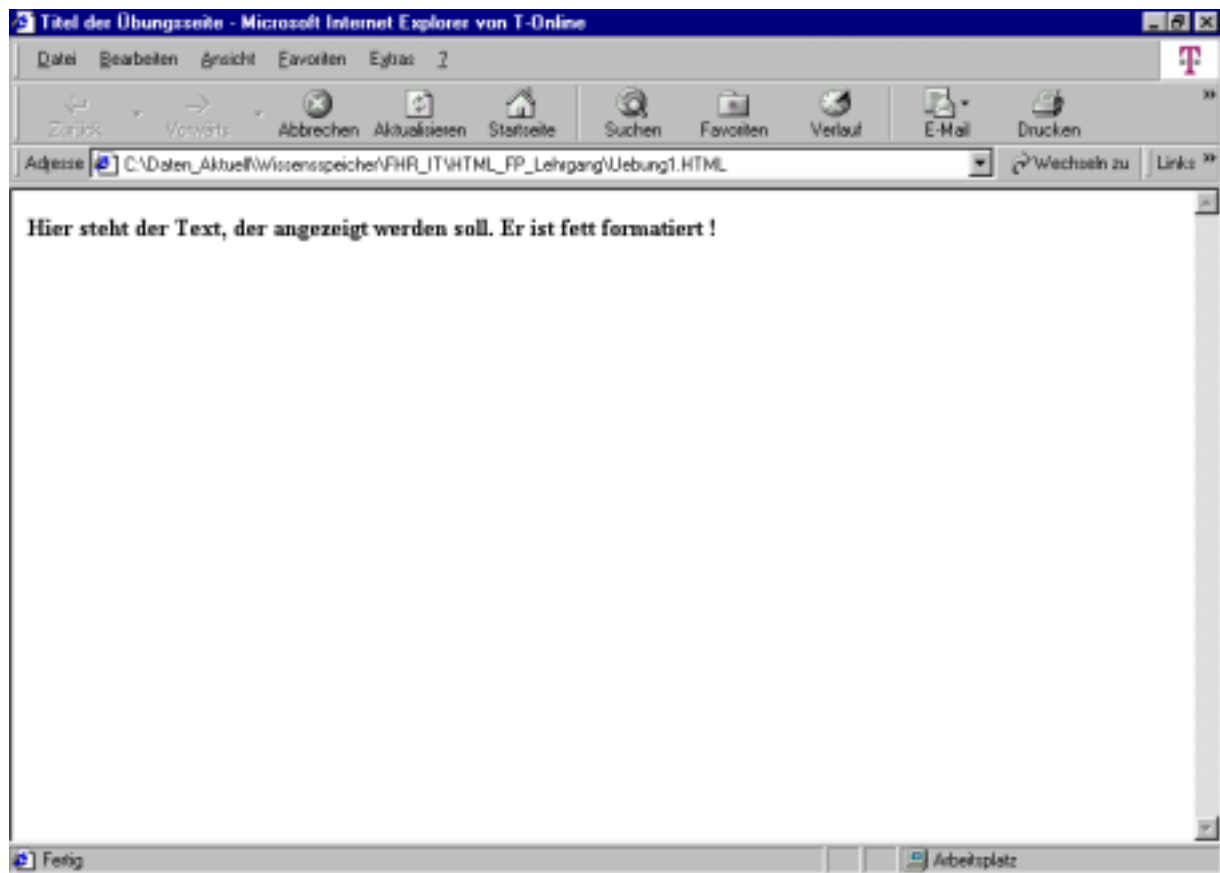 Titel der Übungsseite - Microsoft Internet Explorer von T-Online
Datei Bearbeiten Ansicht Favoriten Extras ?
T
Zurück Vorwärts Abbrechen Aktualisieren Startseite Suchen Favoriten Verlauf E-Mail Drucken
Adresse C:\Daten_Aktuell\Wissensspeicher\FHR_IT\HTML_FP_Lehrgang\Uebung1.HTML Wechseln zu Links
Hier steht der Text, der angezeigt werden soll. Er ist fett formatiert !
Fertig Arbeitsplatz